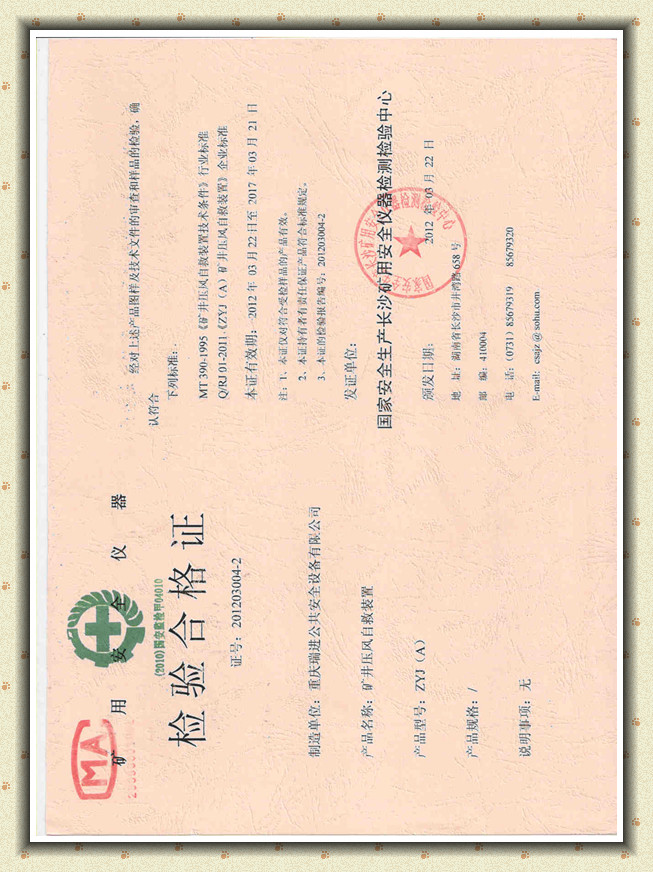 MA
(2010)国安监检甲04010
矿用安全仪器
检验合格证
证号：201203004-2
制造单位：重庆瑞进公共安全设备有限公司
产品名称：矿井压风自救装置
产品型号：ZYJ（A）
产品规格：/
说明事项：无
经对上述产品图样及技术文件的审查和样品的检验，确
认符合
下列标准：
MT 390-1995《矿井压风自救装置技术条件》行业标准
Q/RJ 01-2011《ZYJ（A）矿井压风自救装置》企业标准
本证有效期：2012 年 03 月 22 日至 2017 年 03 月 21 日
注：1、本证仅对符合受检样品的产品有效。
2、本证持有者有责任保证产品符合标准规定。
3、本证的检验报告编号：201203004-2
发证单位：
国家安全生产长沙矿用安全仪器检测检验中心
颁发日期：2012 年 03 月 22 日
地 址：湖南省长沙市井湾路 658 号
邮 编：410004
电 话：(0731) 85679319 85679320
E-mail: csajz @ sohu.com